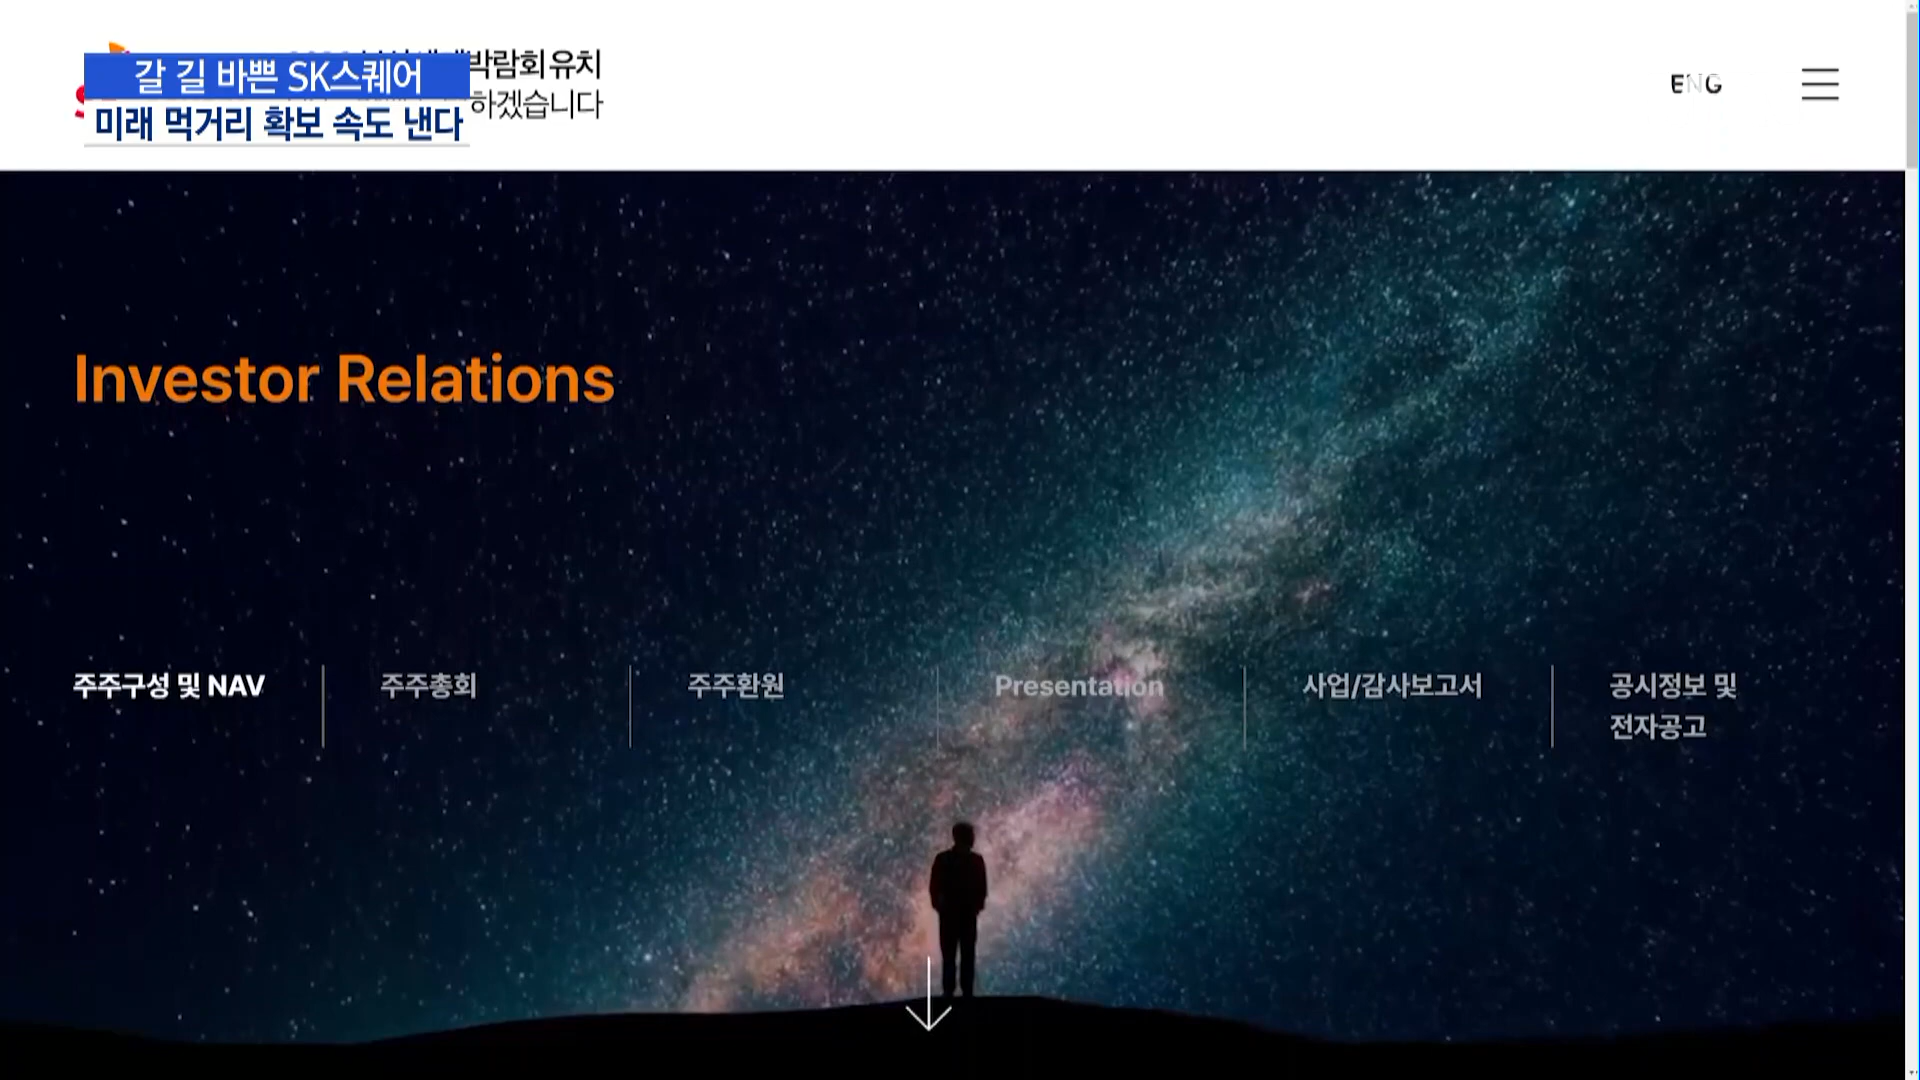 갈 길 바쁜 SK스퀘어
미래 먹거리 확보 속도 낸다
박람회 유치
하겠습니다
ENG
Investor Relations
주주구성 및 NAV
주주총회
주주환원
Presentation
사업/감사보고서
공시정보 및
전자공고